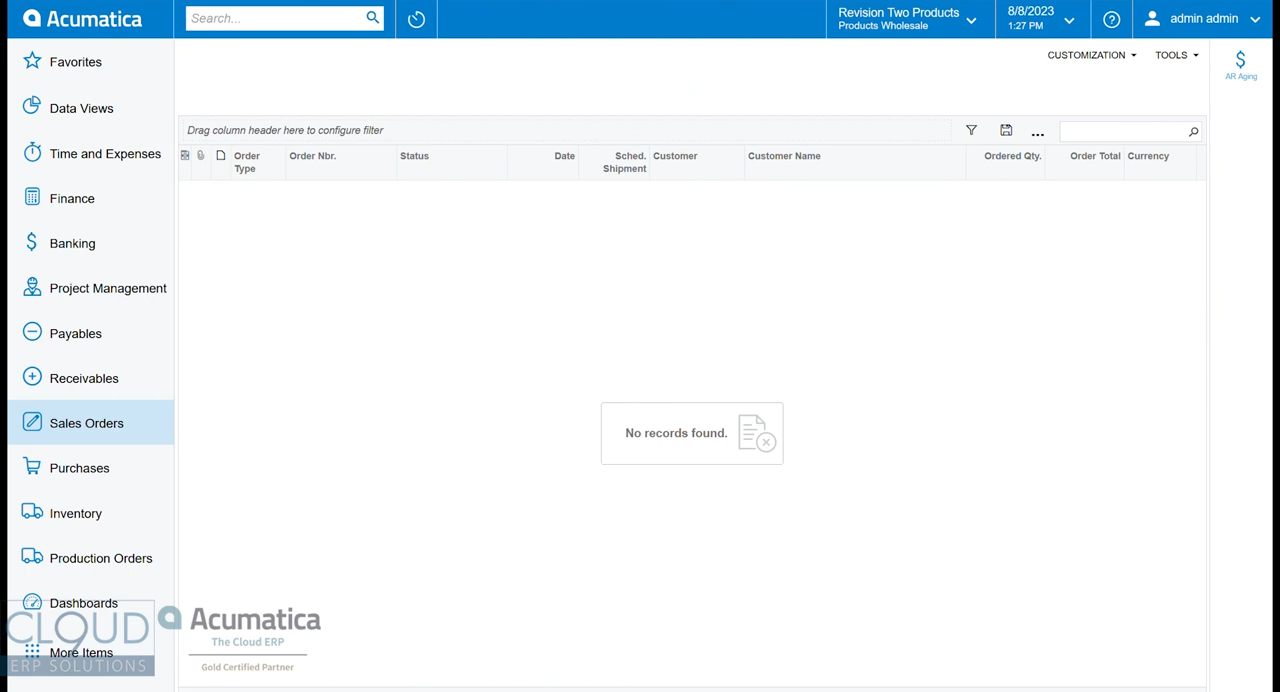 Acumatica
Search...
Revision Two Products
Products Wholesale
8/8/2023
1:27 PM
?
admin admin
CUSTOMIZATION
TOOLS
$
AR Aging
Favorites
Data Views
Time and Expenses
Finance
$ Banking
Project Management
Payables
Receivables
Sales Orders
Purchases
Inventory
Production Orders
Dashboards
More Items
Drag column header here to configure filter
...
Order Type
Order Nbr.
Status
Date
Sched. Shipment
Customer
Customer Name
Ordered Qty.
Order Total
Currency
No records found.
CLOUD 9
ERP SOLUTIONS
Acumatica
The Cloud ERP
Gold Certified Partner